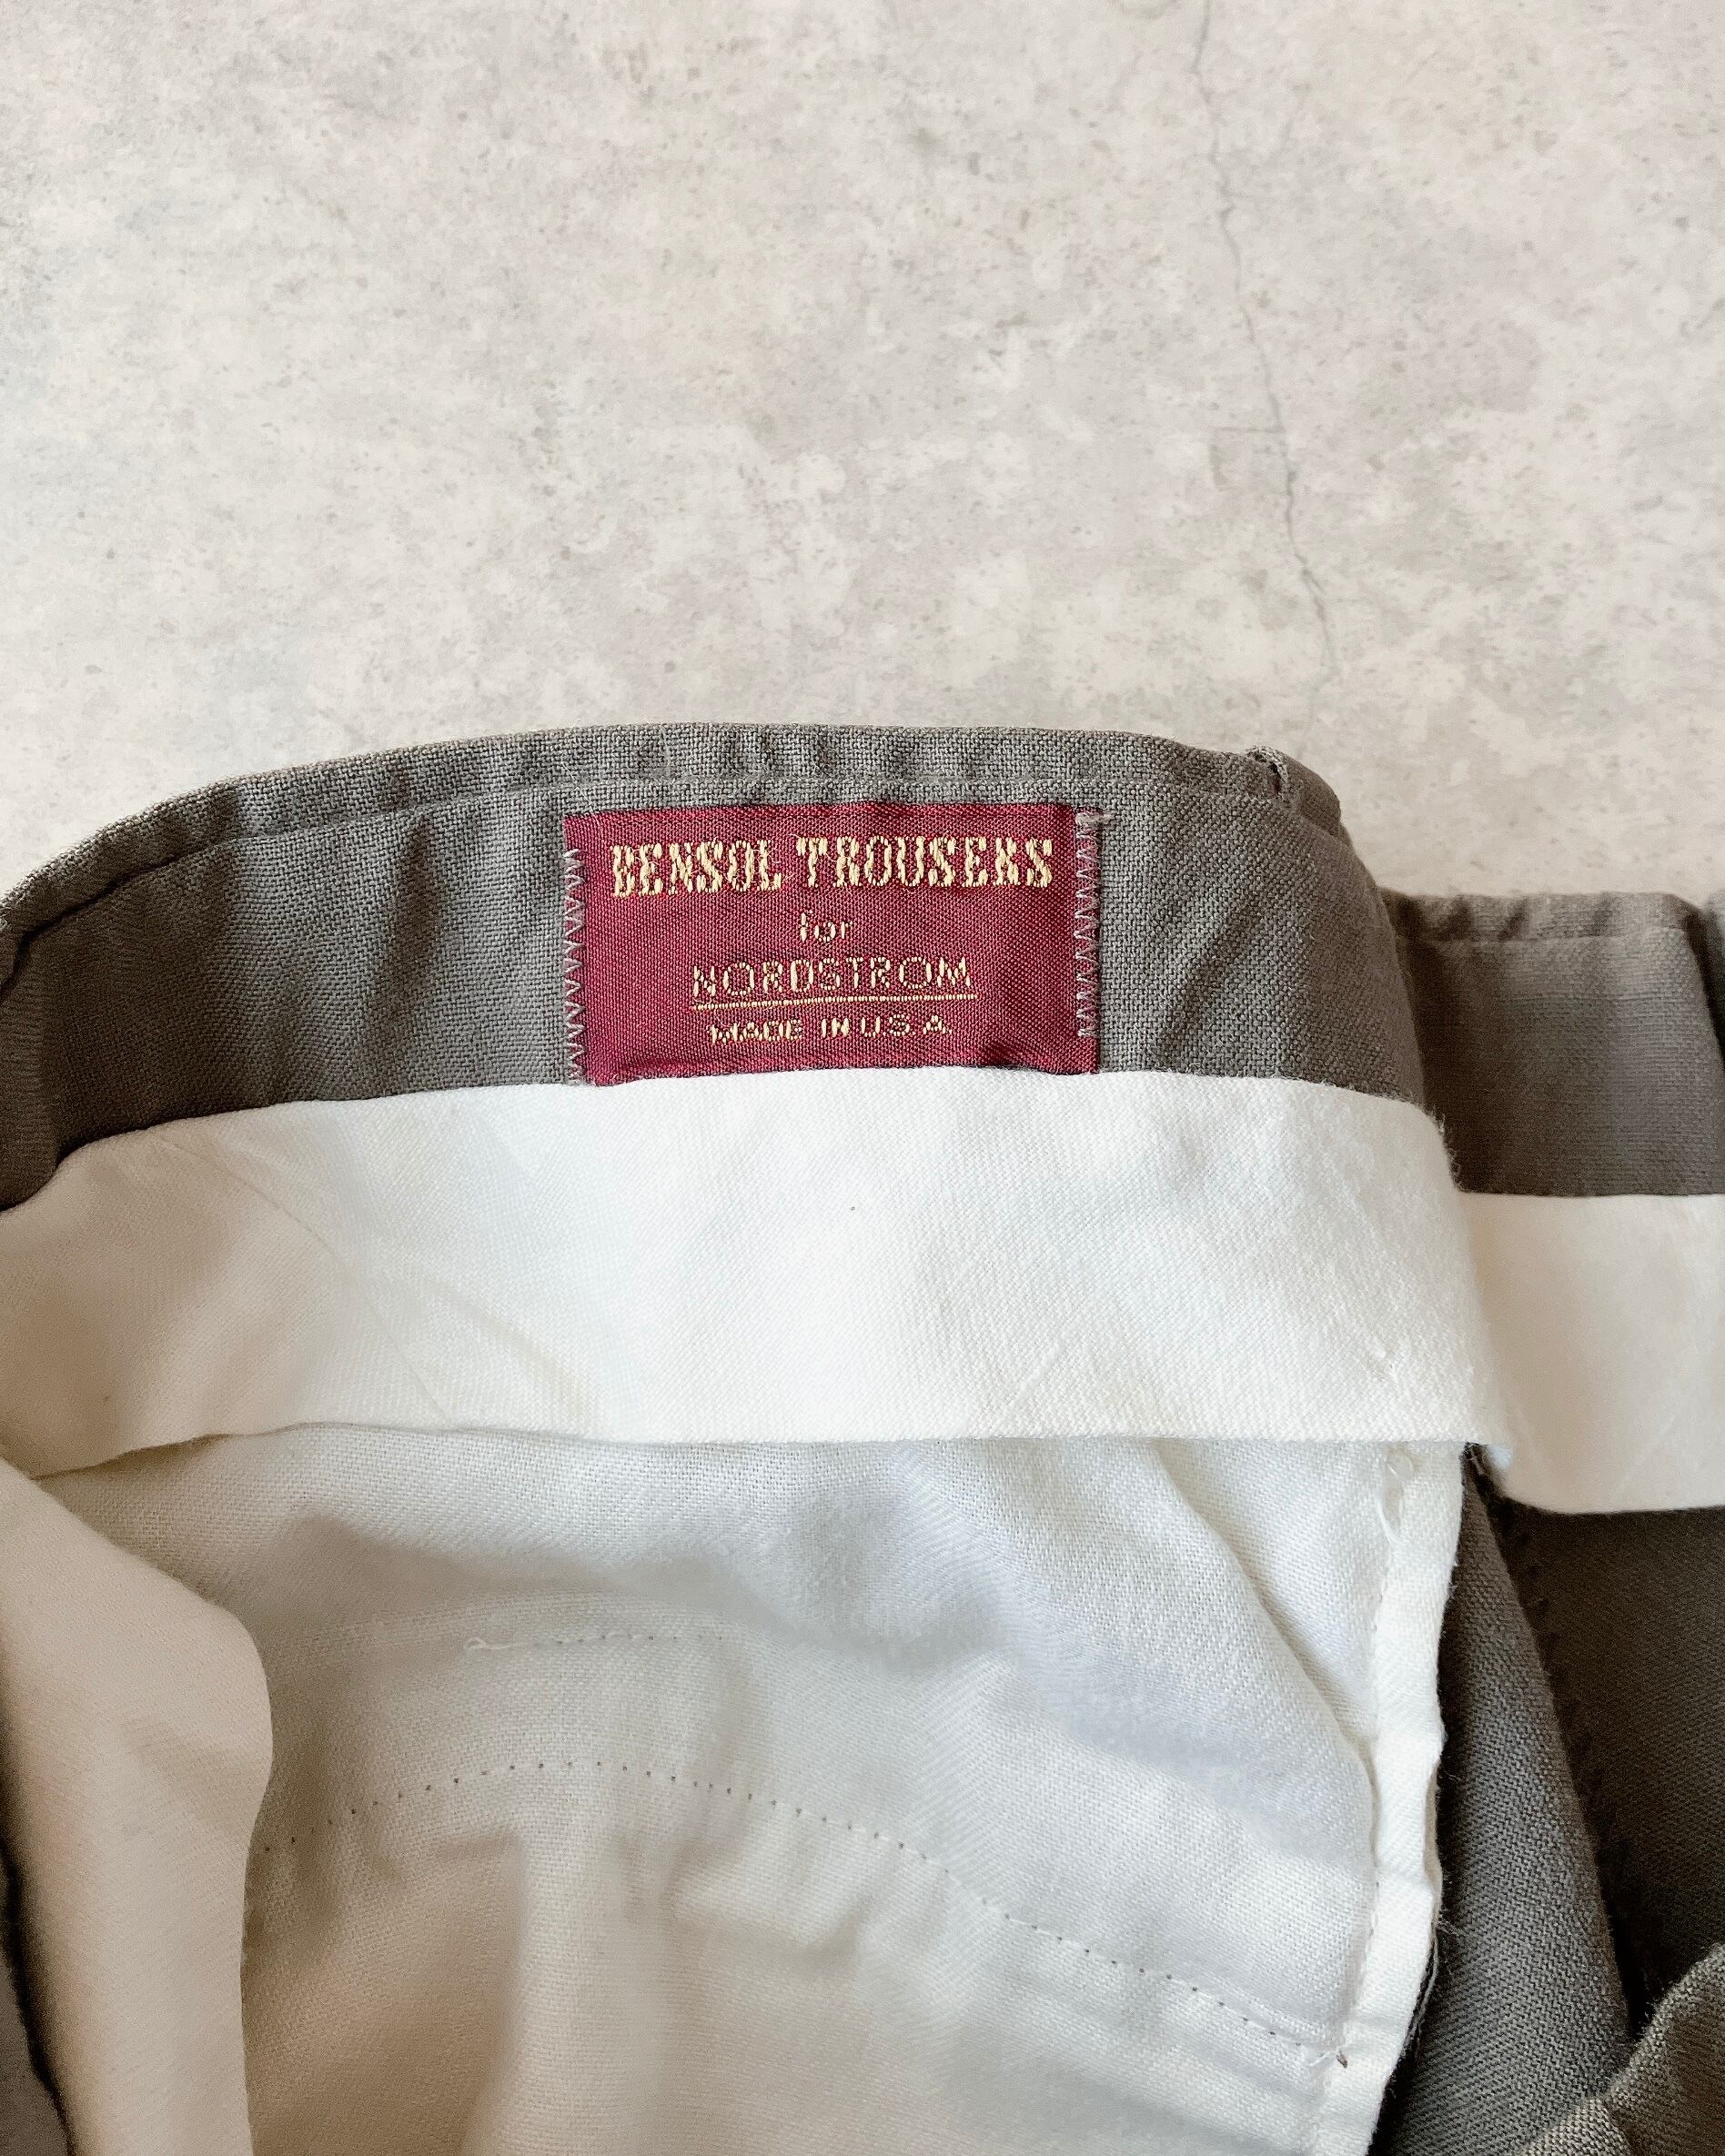 BENSOL TROUSERS
for
NORDSTROM
MADE IN U.S.A.